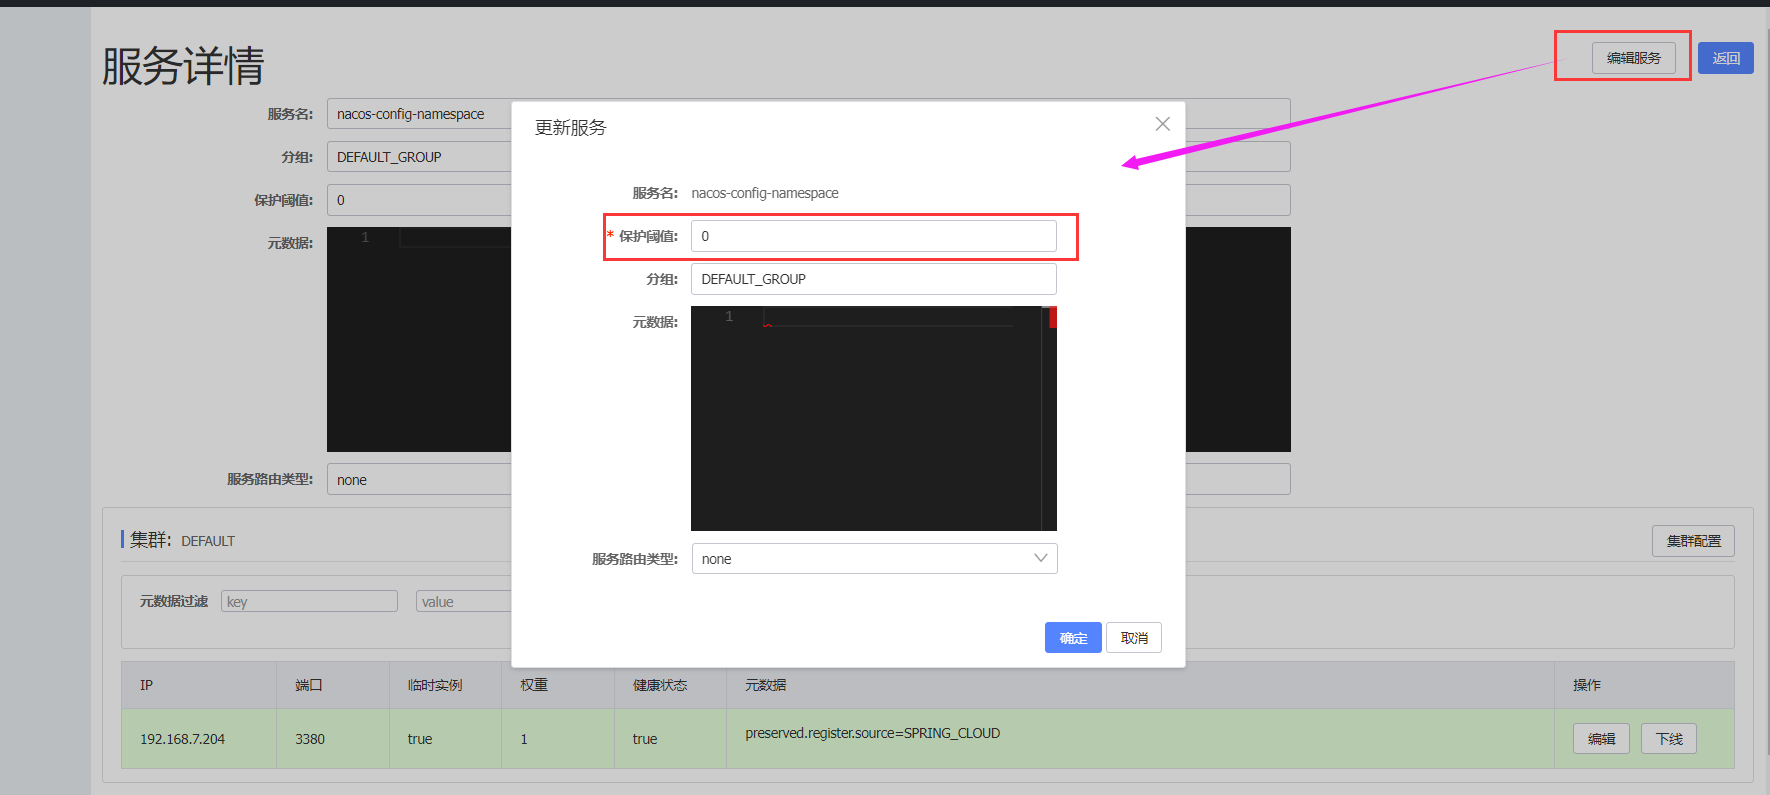 服务详情
编辑服务
返回
服务名: nacos-config-namespace
分组: DEFAULT_GROUP
保护阈值: 0
元数据: 1
服务路由类型: none
更新服务
服务名: nacos-config-namespace
* 保护阈值: 0
分组: DEFAULT_GROUP
元数据: 1
服务路由类型: none
确定 取消
集群: DEFAULT
集群配置
元数据过滤 key value
IP 端口 临时实例 权重 健康状态 元数据 操作
192.168.7.204 3380 true 1 true preserved.register.source=SPRING_CLOUD 编辑 下线